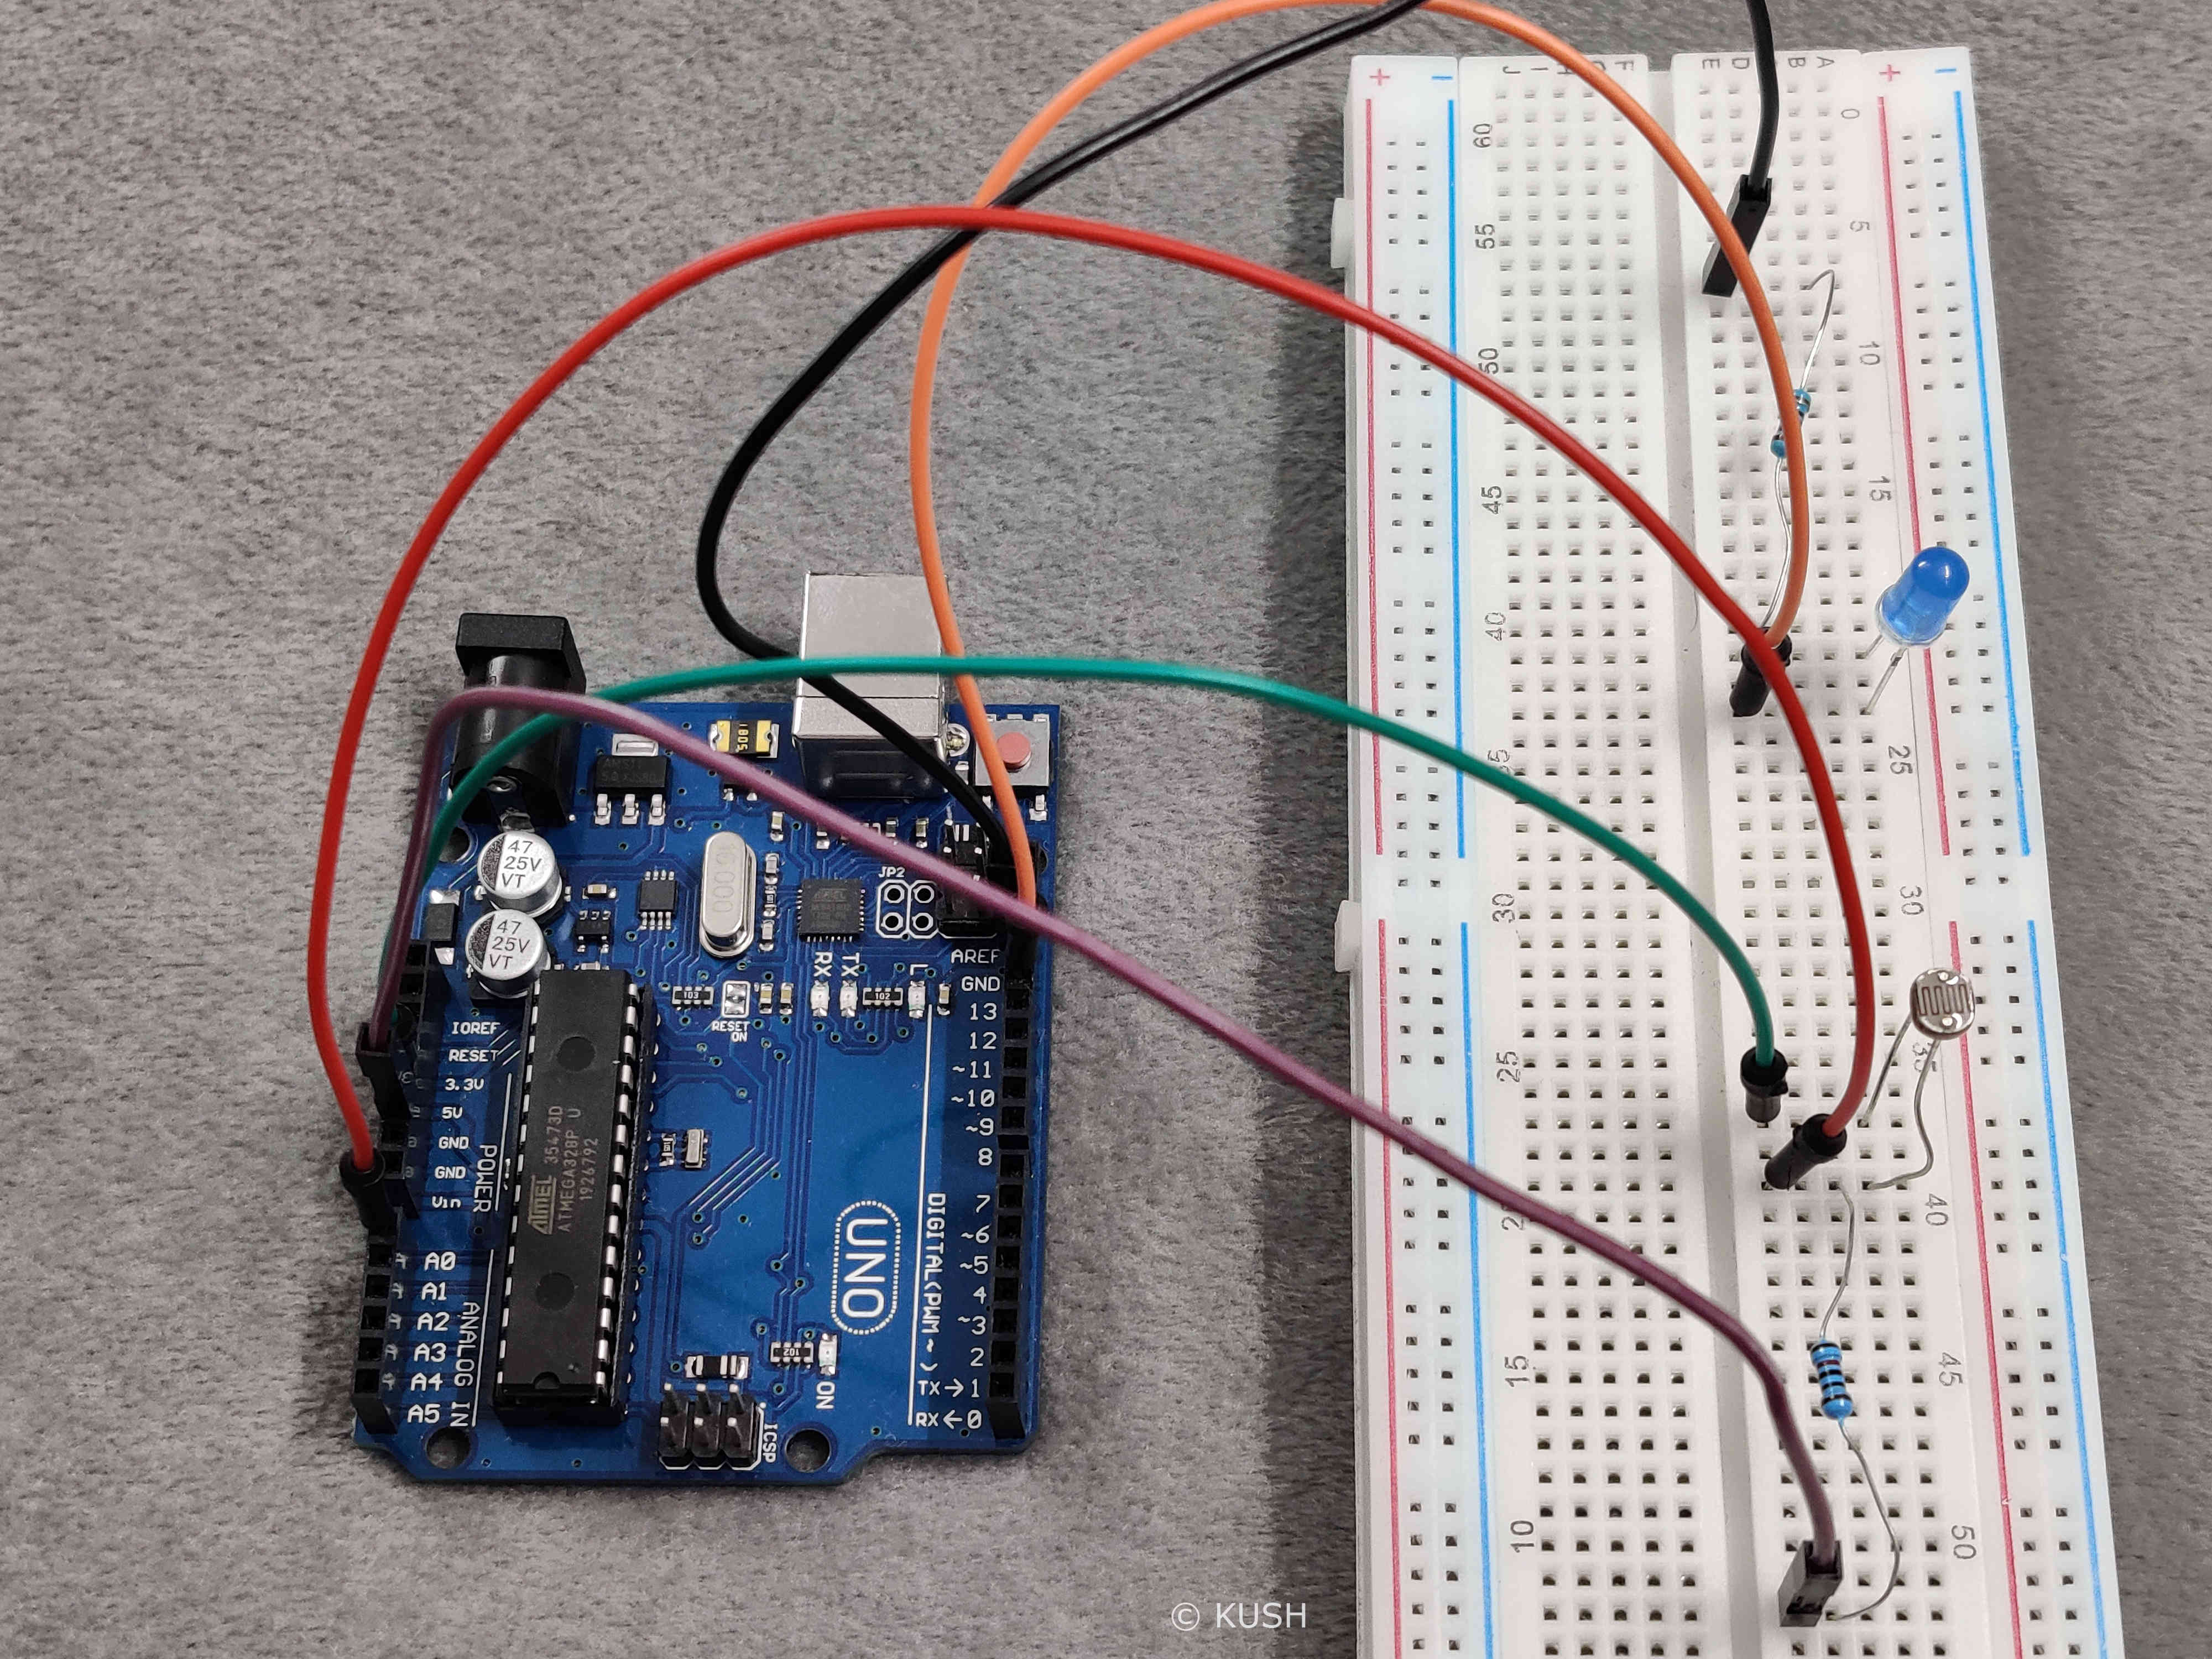 47
25V
VT
47
25V
VT
JP2
RX
TX
L
AREF
GND
13
12
~11
~10
~9
8
7
~6
~5
4
~3
2
TX→1
RX←0
DIGITAL(PWM ~)
IOREF
RESET
3.3V
5V
GND
GND
Vin
POWER
A0
A1
A2
A3
A4
A5
ANALOG IN
103
RESET
ON
102
ATMEL 35473D
ATMEGA328P U
1926792
UNO
102
ON
ICSP
+
J
F
E
D
B
A
+
60
55
50
45
40
30
25
15
10
0
5
10
15
25
30
40
45
50
© KUSH